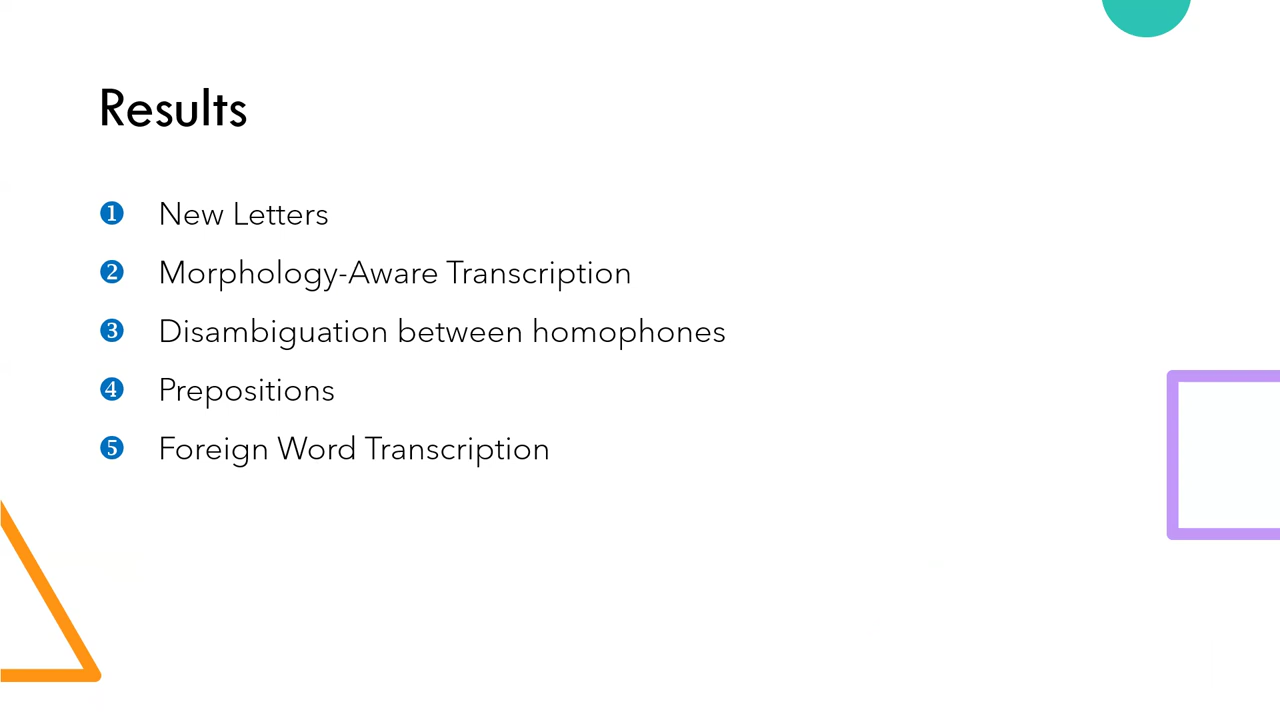 Results
❶ New Letters
❷ Morphology-Aware Transcription
❸ Disambiguation between homophones
❹ Prepositions
❺ Foreign Word Transcription